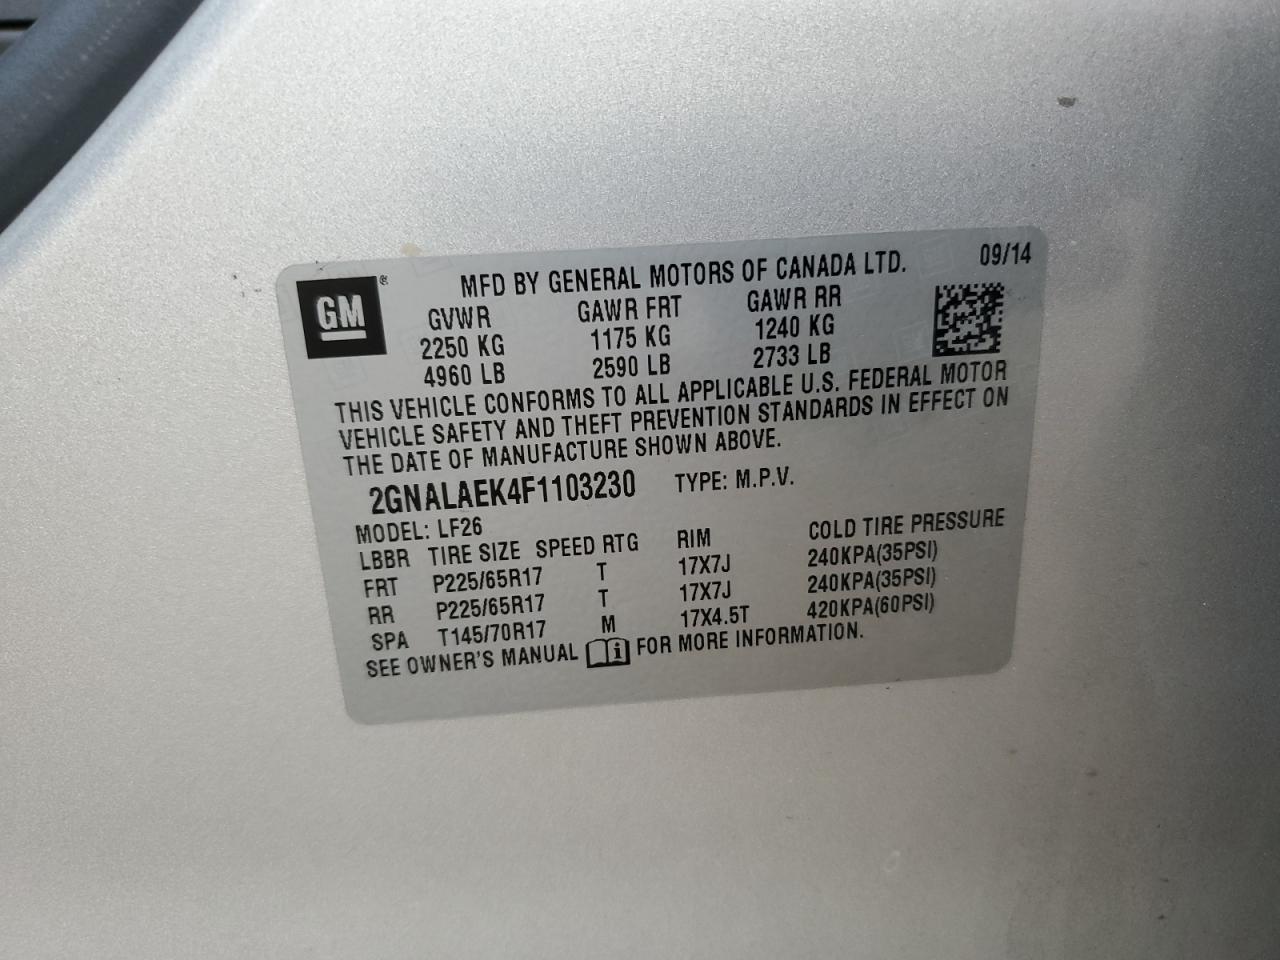 GM ®
MFD BY GENERAL MOTORS OF CANADA LTD. 09/14
GVWR GAWR FRT GAWR RR
2250 KG 1175 KG 1240 KG
4960 LB 2590 LB 2733 LB
THIS VEHICLE CONFORMS TO ALL APPLICABLE U.S. FEDERAL MOTOR
VEHICLE SAFETY AND THEFT PREVENTION STANDARDS IN EFFECT ON
THE DATE OF MANUFACTURE SHOWN ABOVE.
2GNALAEK4F1103230 TYPE: M.P.V.
MODEL: LF26
LBBR TIRE SIZE SPEED RTG RIM COLD TIRE PRESSURE
FRT P225/65R17 T 17X7J 240KPA(35PSI)
RR P225/65R17 T 17X7J 240KPA(35PSI)
SPA T145/70R17 M 17X4.5T 420KPA(60PSI)
SEE OWNER'S MANUAL i FOR MORE INFORMATION.